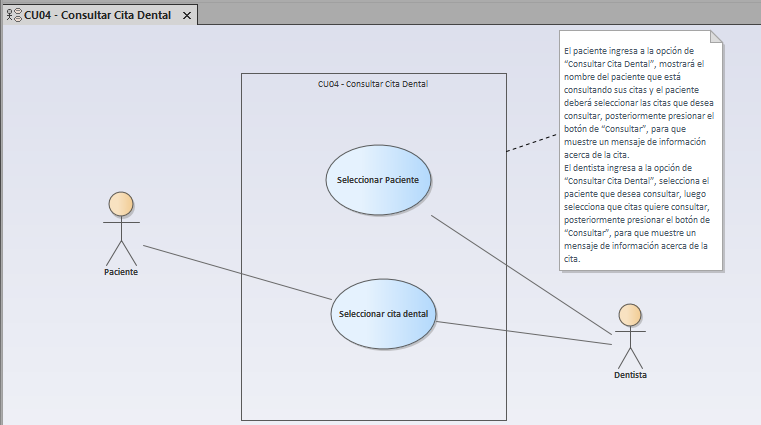 CU04 - Consultar Cita Dental
CU04 - Consultar Cita Dental
El paciente ingresa a la opción de
"Consultar Cita Dental", mostrará el
nombre del paciente que está
consultando sus citas y el paciente
deberá seleccionar las citas que desea
consultar, posteriormente presionar el
botón de "Consultar", para que
muestre un mensaje de información
acerca de la cita.
El dentista ingresa a la opción de
"Consultar Cita Dental", selecciona el
paciente que desea consultar, luego
selecciona que citas quiere consultar,
posteriormente presionar el botón de
"Consultar", para que muestre un
mensaje de información acerca de la
cita.
Seleccionar Paciente
Paciente
Seleccionar cita dental
Dentista